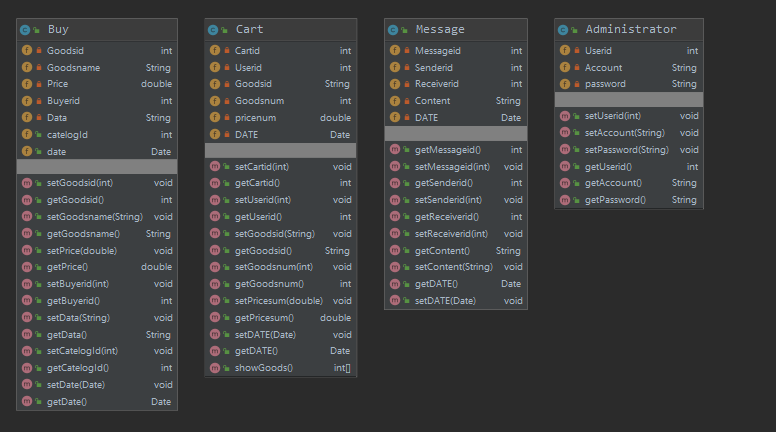 Buy
Goodsid int
Goodsname String
Price double
Buyerid int
Data String
catelogId int
date Date
setGoodsid(int) void
getGoodsid() int
setGoodsname(String) void
getGoodsname() String
setPrice(double) void
getPrice() double
setBuyerid(int) void
getBuyerid() int
setData(String) void
getData() String
setCatelogId(int) void
getCatelogId() int
setDate(Date) void
getDate() Date
Cart
Cartid int
Userid int
Goodsid String
Goodsnum int
pricenum double
DATE Date
setCartid(int) void
getCartid() int
setUserid(int) void
getUserid() int
setGoodsid(String) void
getGoodsid() String
setGoodsnum(int) void
getGoodsnum() int
setPricesum(double) void
getPricesum() double
setDATE(Date) void
getDATE() Date
showGoods() int[]
Message
Messageid int
Senderid int
Receiverid int
Content String
DATE Date
getMessageid() int
setMessageid(int) void
getSenderid() int
setSenderid(int) void
getReceiverid() int
setReceiverid(int) void
getContent() String
setContent(String) void
getDATE() Date
setDATE(Date) void
Administrator
Userid int
Account String
password String
setUserid(int) void
setAccount(String) void
setPassword(String) void
getUserid() int
getAccount() String
getPassword() String